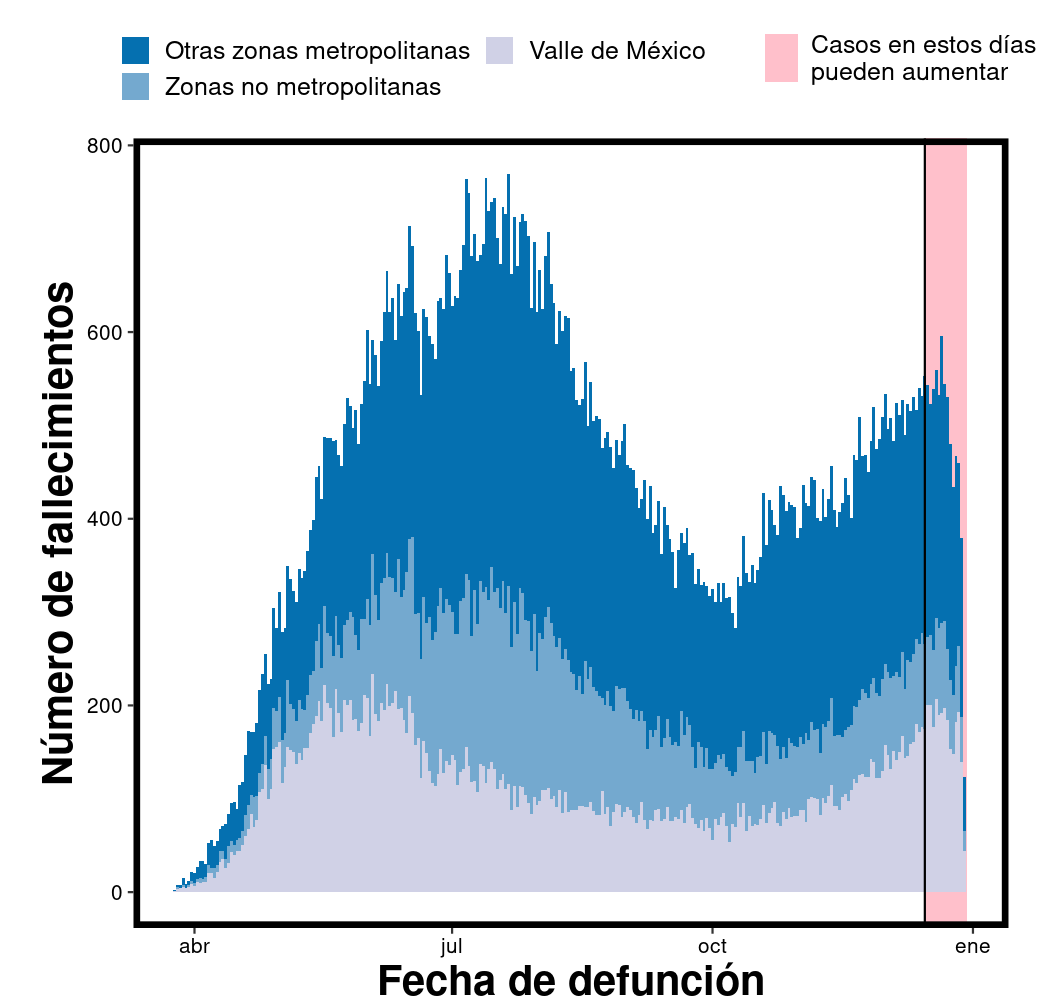 Otras zonas metropolitanas
Valle de México
Zonas no metropolitanas
Casos en estos días
pueden aumentar
800
600
400
200
0
Número de fallecimientos
abr
jul
oct
ene
Fecha de defunción